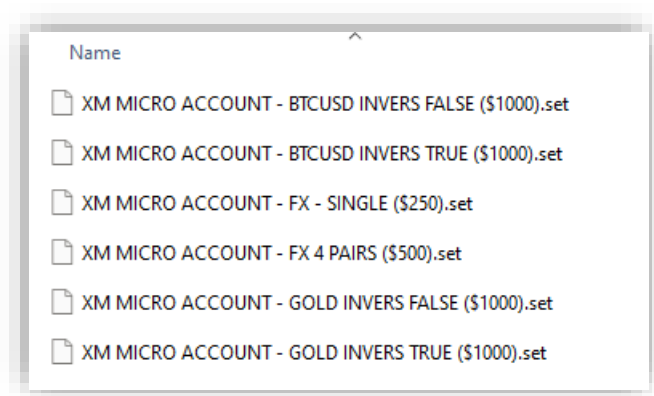 Name
XM MICRO ACCOUNT - BTCUSD INVERS FALSE ($1000).set
XM MICRO ACCOUNT - BTCUSD INVERS TRUE ($1000).set
XM MICRO ACCOUNT - FX - SINGLE ($250).set
XM MICRO ACCOUNT - FX 4 PAIRS ($500).set
XM MICRO ACCOUNT - GOLD INVERS FALSE ($1000).set
XM MICRO ACCOUNT - GOLD INVERS TRUE ($1000).set